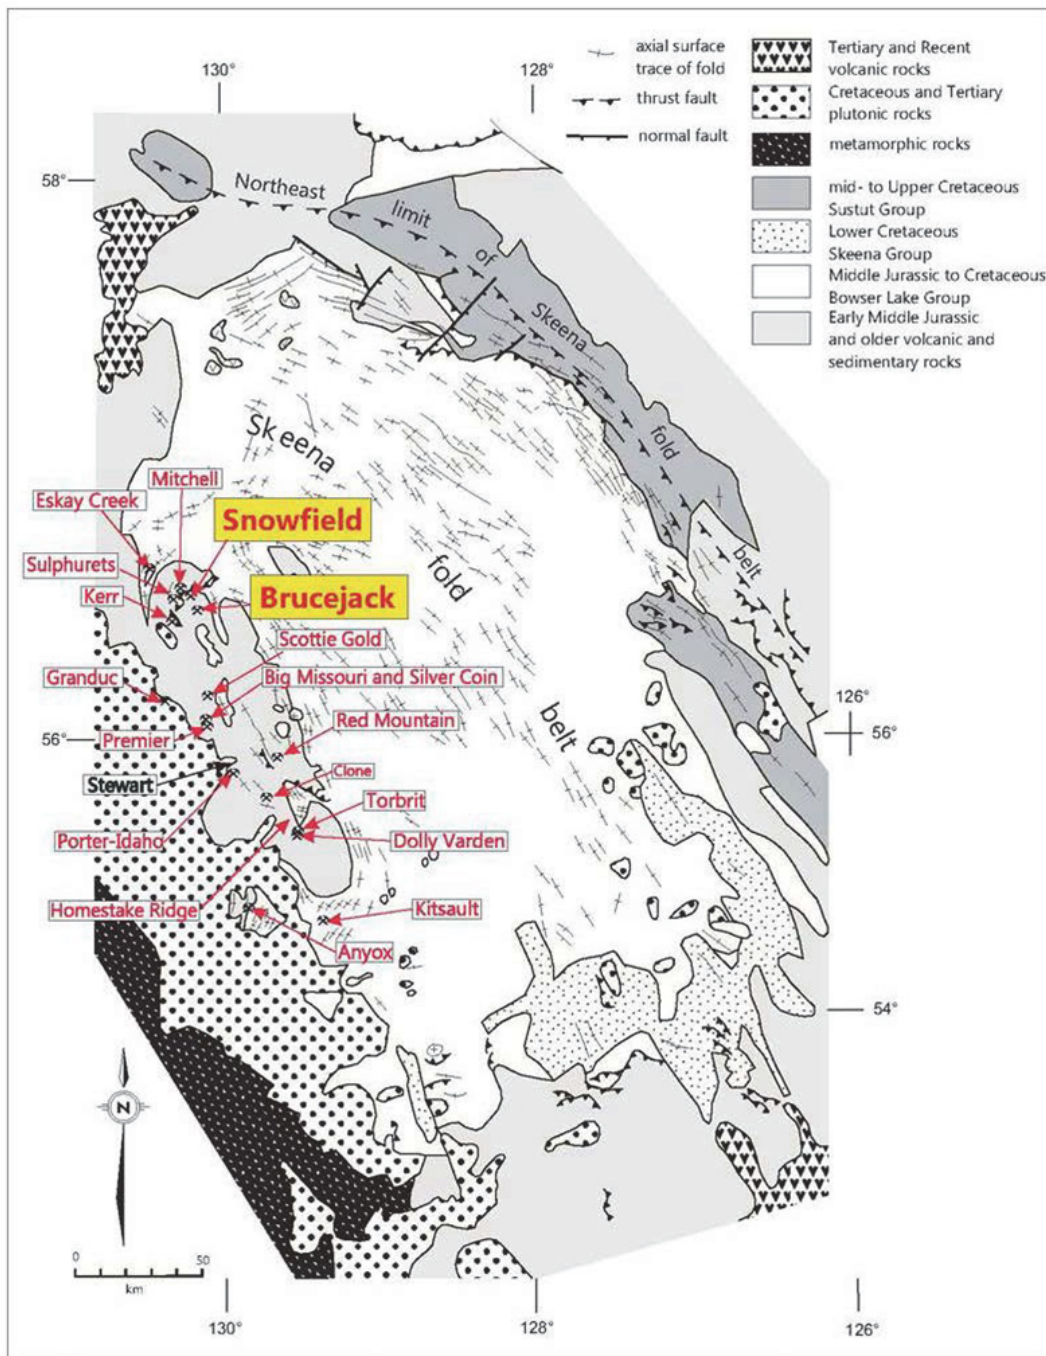 130°
128°
axial surface
trace of fold
thrust fault
normal fault
Tertiary and Recent
volcanic rocks
Cretaceous and Tertiary
plutonic rocks
metamorphic rocks
mid- to Upper Cretaceous
Sustut Group
Lower Cretaceous
Skeena Group
Middle Jurassic to Cretaceous
Bowser Lake Group
Early Middle Jurassic
and older volcanic and
sedimentary rocks
58°
Northeast
limit
of
Skeena
fold
belt
Skeena
fold
belt
Mitchell
Eskay Creek
Snowfield
Sulphurets
Kerr
Brucejack
Scottie Gold
Granduc
Big Missouri and Silver Coin
Red Mountain
Premier
56°
Stewart
Clone
Torbrit
Porter-Idaho
Dolly Varden
Homestake Ridge
Kitsault
Anyox
126°
56°
54°
N
0
50
km
130°
128°
126°